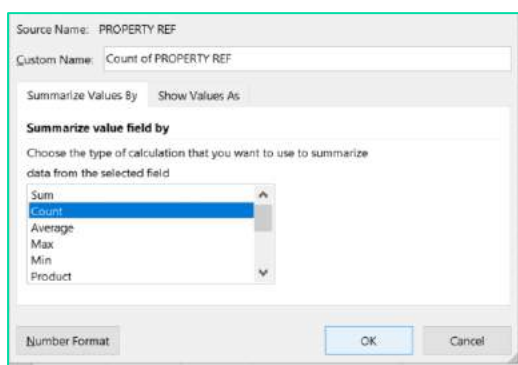 Source Name: PROPERTY REF
Custom Name: Count of PROPERTY REF
Summarize Values By Show Values As
Summarize value field by
Choose the type of calculation that you want to use to summarize
data from the selected field
Sum
Count
Average
Max
Min
Product
Number Format OK Cancel